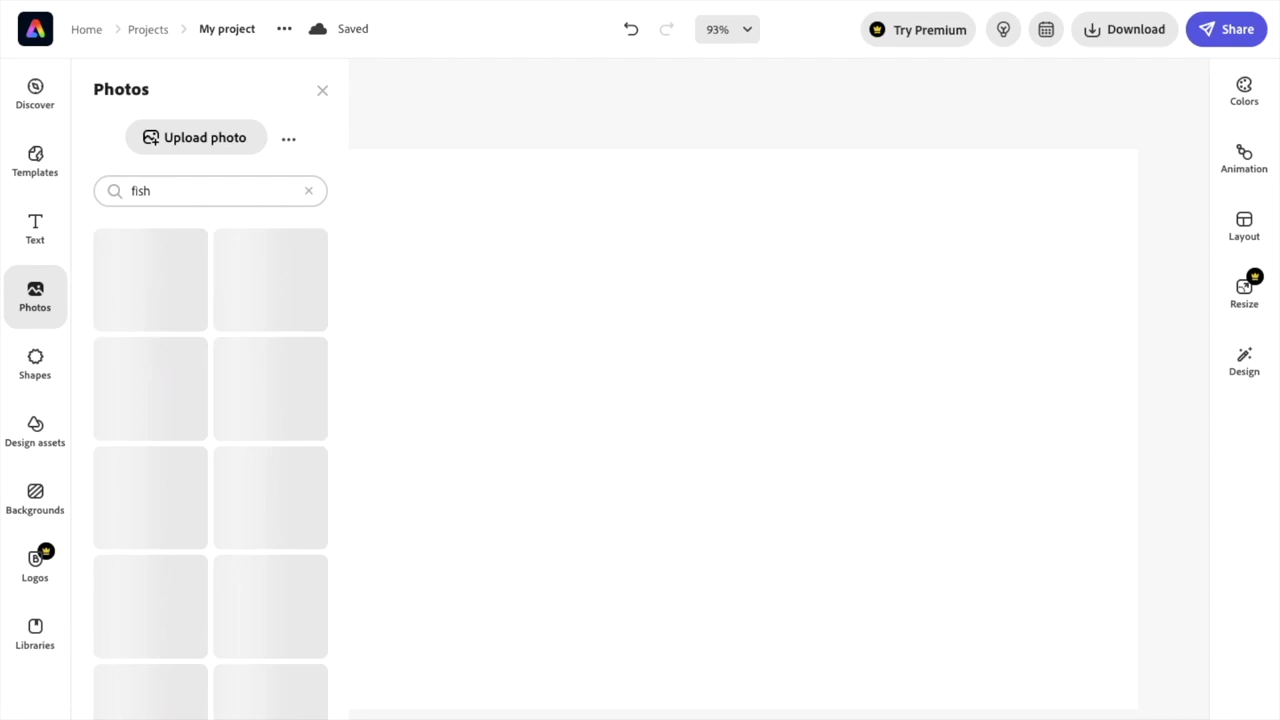 Home
Projects
My project
Saved
93%
Try Premium
Download
Share
Discover
Templates
Text
Photos
Shapes
Design assets
Backgrounds
Logos
Libraries
Photos
Upload photo
fish
Colors
Animation
Layout
Resize
Design